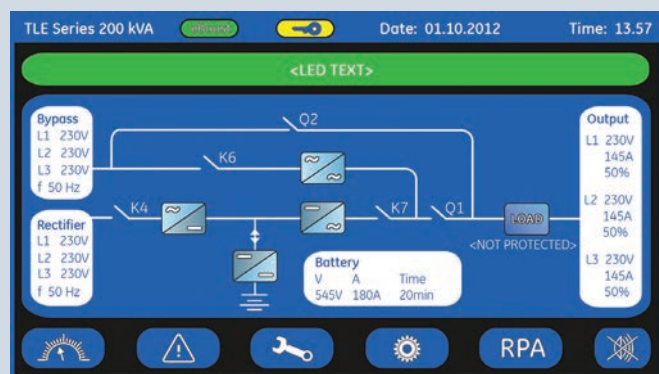 TLE Series 200 kVA eBoost Date: 01.10.2012 Time: 13.57
<LED TEXT>
Bypass
L1 230V
L2 230V
L3 230V
f 50 Hz
Q2
K6
Rectifier
L1 230V
L2 230V
L3 230V
f 50 Hz
K4
K7
Q1
LOAD
<NOT PROTECTED>
Battery
V A Time
545V 180A 20min
Output
L1 230V
145A
50%
L2 230V
145A
50%
L3 230V
145A
50%
RPA